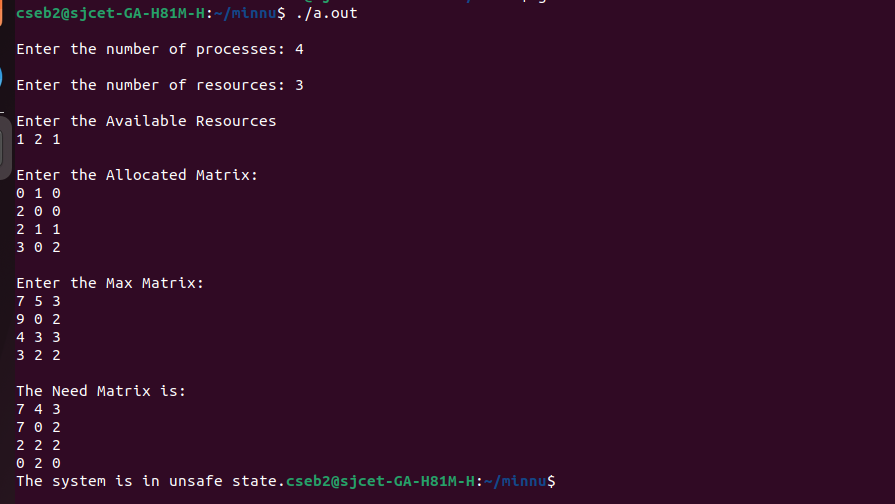 cseb2@sjcet-GA-H81M-H:~/minnu$ ./a.out
Enter the number of processes: 4
Enter the number of resources: 3
Enter the Available Resources
1 2 1
Enter the Allocated Matrix:
0 1 0
2 0 0
2 1 1
3 0 2
Enter the Max Matrix:
7 5 3
9 0 2
4 3 3
3 2 2
The Need Matrix is:
7 4 3
7 0 2
2 2 2
0 2 0
The system is in unsafe state.cseb2@sjcet-GA-H81M-H:~/minnu$